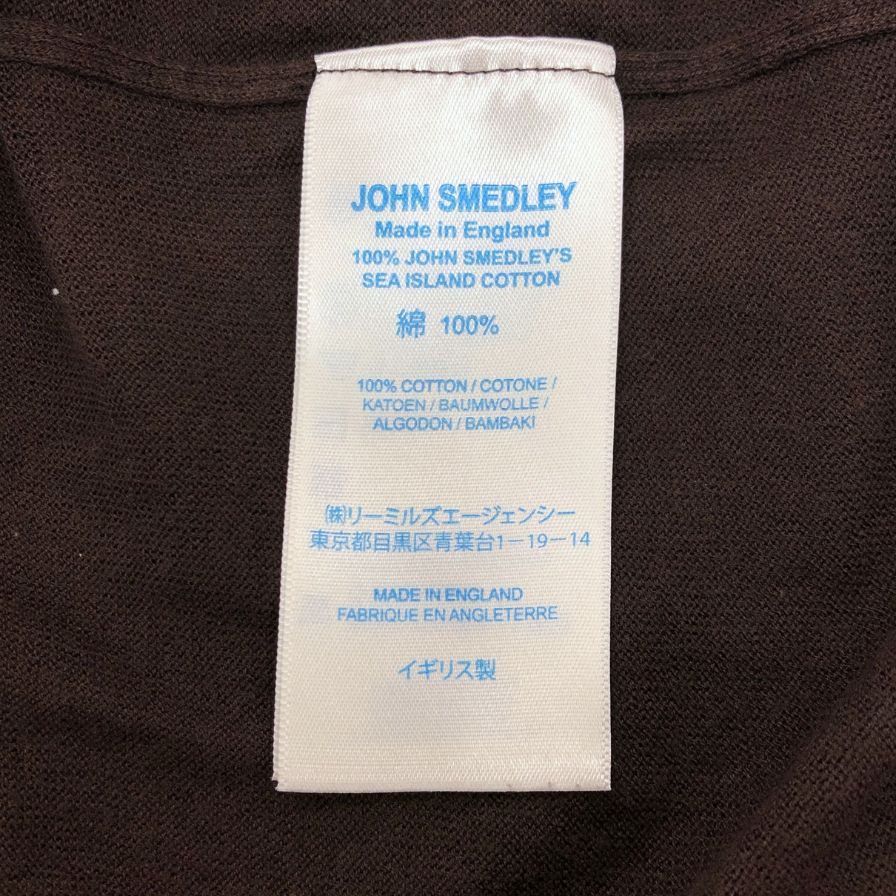 JOHN SMEDLEY
Made in England
100% JOHN SMEDLEY'S
SEA ISLAND COTTON
綿 100%
100% COTTON / COTONE /
KATOEN / BAUMWOLLE /
ALGODON / BAMBAKI
㈱リーミルズエージェンシー
東京都目黒区青葉台1－19－14
MADE IN ENGLAND
FABRIQUE EN ANGLETERRE
イギリス製